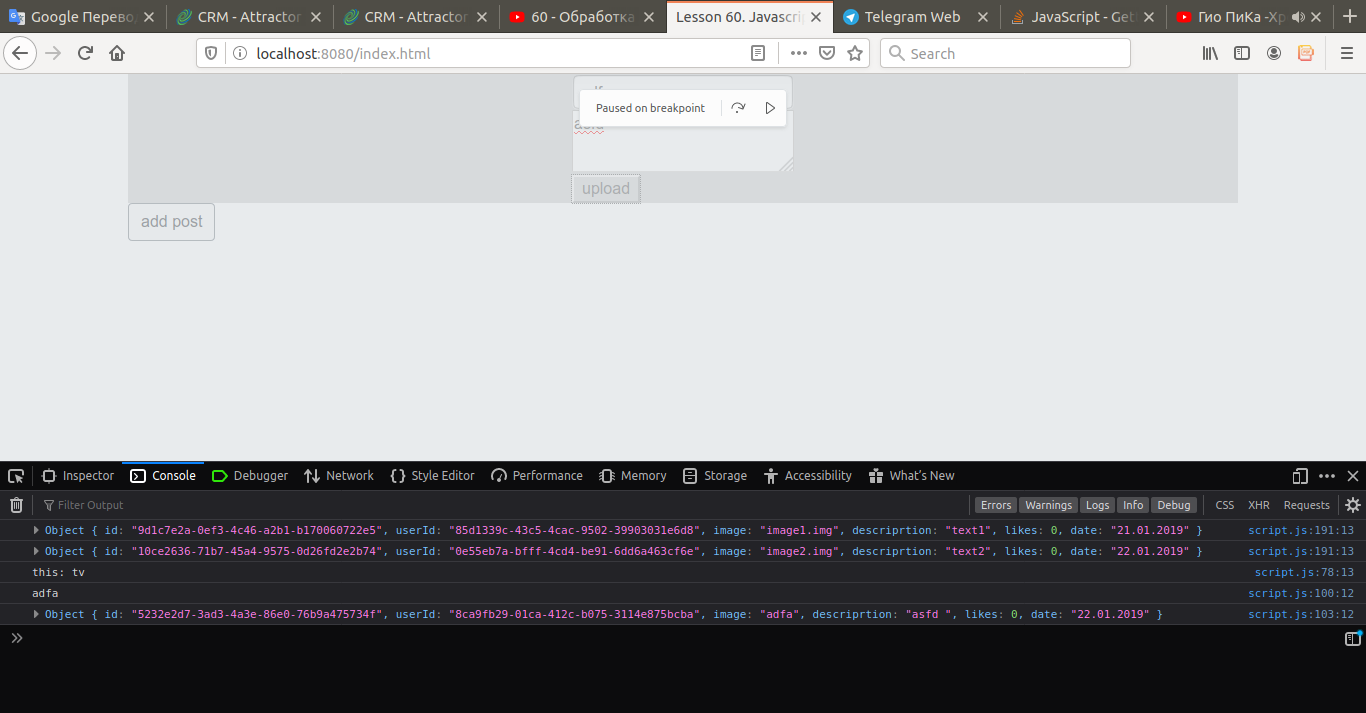 Google Перево
CRM - Attractor
CRM - Attractor
60 - Обработка
Lesson 60. Javascri
Telegram Web
JavaScript - Get
Гио ПиКа -Хр
localhost:8080/index.html
Search
Paused on breakpoint
asfd
upload
add post
Inspector Console Debugger Network Style Editor Performance Memory Storage Accessibility What's New
Filter Output Errors Warnings Logs Info Debug CSS XHR Requests
Object { id: "9d1c7e2a-0ef3-4c46-a2b1-b170060722e5", userId: "85d1339c-43c5-4cac-9502-39903031e6d8", image: "image1.img", descriprtion: "text1", likes: 0, date: "21.01.2019" } script.js:191:13
Object { id: "10ce2636-71b7-45a4-9575-0d26fd2e2b74", userId: "0e55eb7a-bfff-4cd4-be91-6dd6a463cf6e", image: "image2.img", descriprtion: "text2", likes: 0, date: "22.01.2019" } script.js:191:13
this: tv script.js:78:13
adfa script.js:100:12
Object { id: "5232e2d7-3ad3-4a3e-86e0-76b9a475734f", userId: "8ca9fb29-01ca-412c-b075-3114e875bcba", image: "adfa", descriprtion: "asfd ", likes: 0, date: "22.01.2019" } script.js:103:12